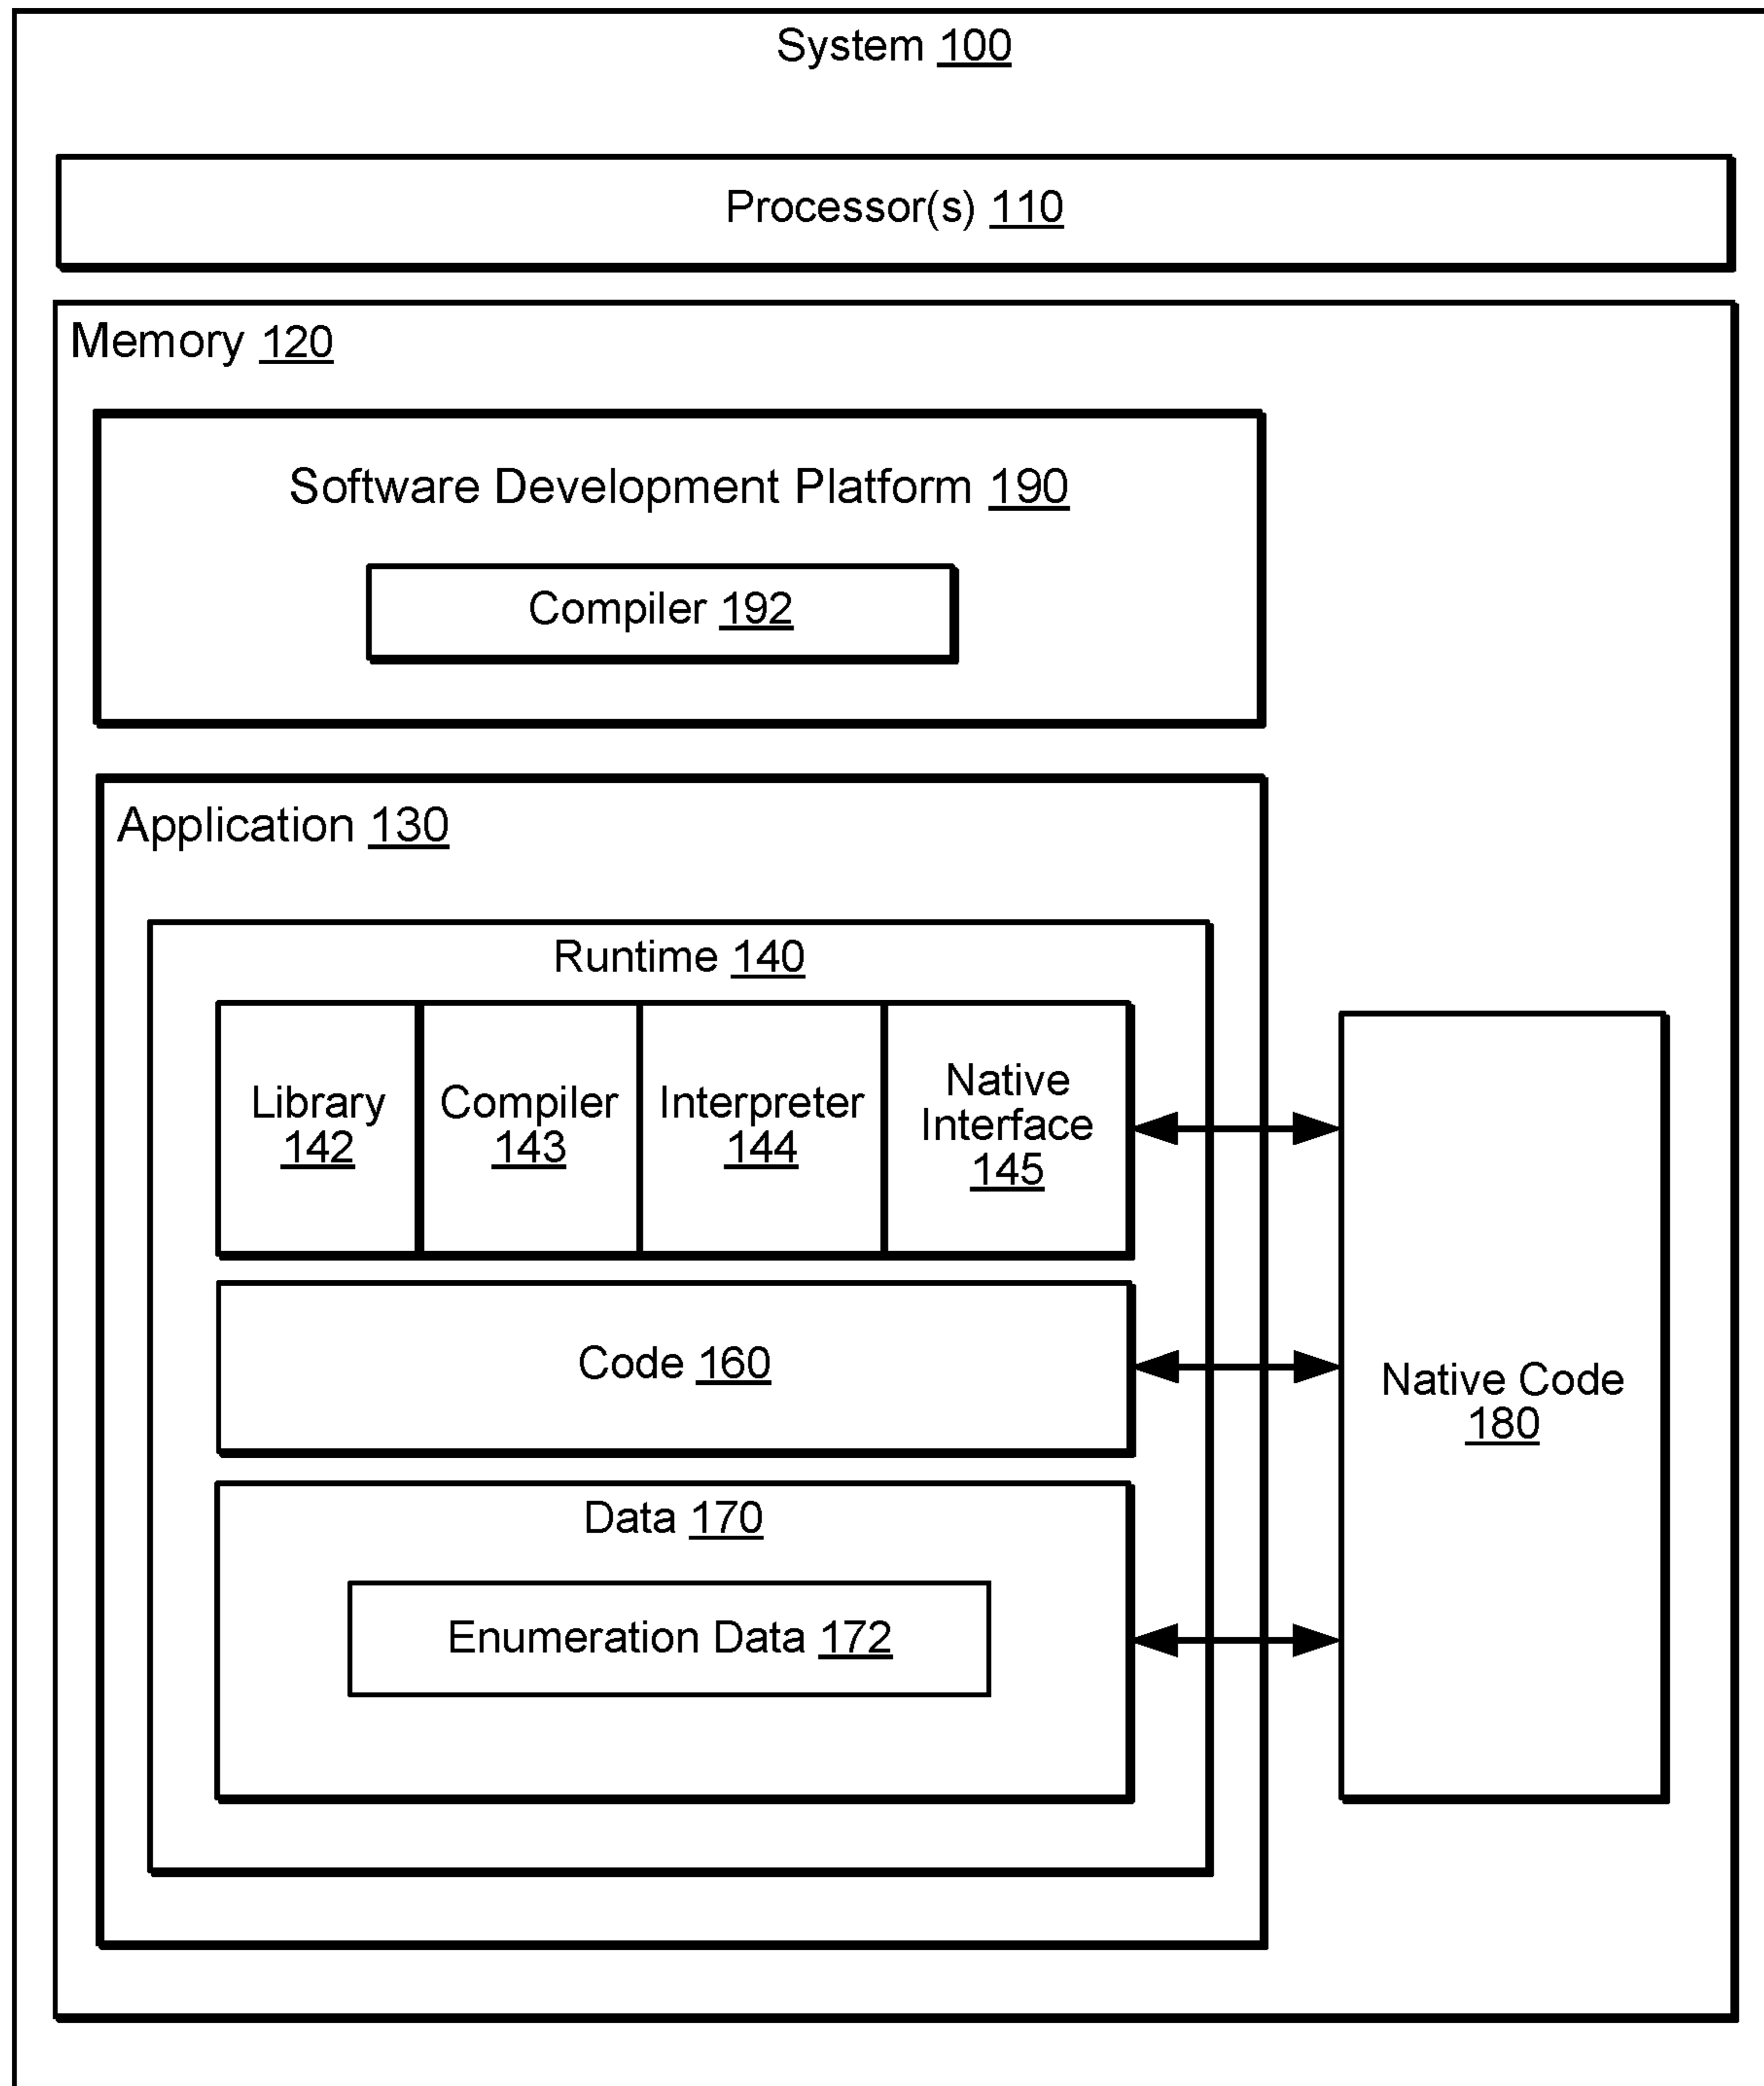 System 100
Processor(s) 110
Memory 120
Software Development Platform 190
Compiler 192
Application 130
Runtime 140
Library
142
Compiler
143
Interpreter
144
Native
Interface
145
Code 160
Native Code
180
Data 170
Enumeration Data 172